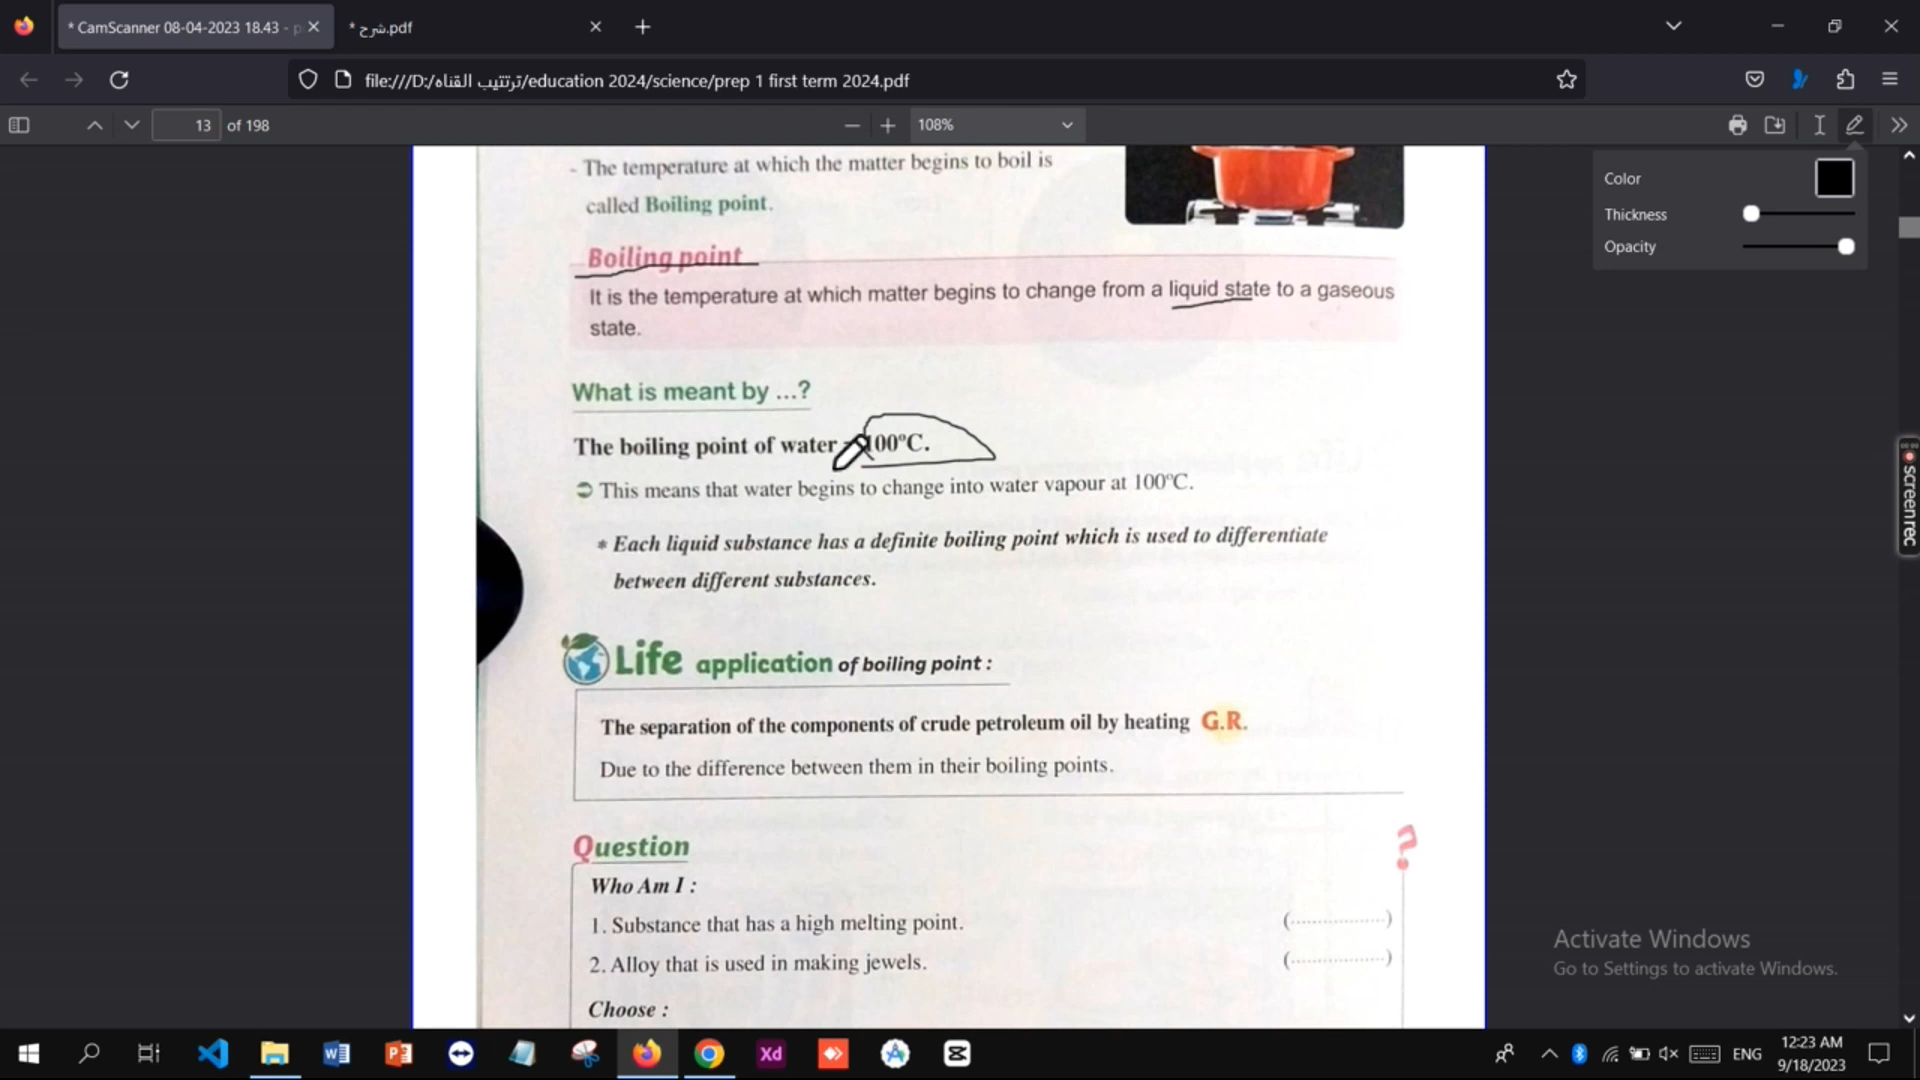 * CamScanner 08-04-2023 18.43 - p
* شرح.pdf
file:///D:/ترتتيب القناه/education 2024/science/prep 1 first term 2024.pdf
13 of 198
108%
Color
Thickness
Opacity
- The temperature at which the matter begins to boil is
called Boiling point.
Boiling point
It is the temperature at which matter begins to change from a liquid state to a gaseous
state.
What is meant by ...?
The boiling point of water = 100°C.
This means that water begins to change into water vapour at 100°C.
* Each liquid substance has a definite boiling point which is used to differentiate
between different substances.
Life application of boiling point :
The separation of the components of crude petroleum oil by heating G.R.
Due to the difference between them in their boiling points.
Question
?
Who Am I :
1. Substance that has a high melting point. (....................)
2. Alloy that is used in making jewels. (....................)
Choose :
screenrec
Activate Windows
Go to Settings to activate Windows.
Xd
ENG
12:23 AM
9/18/2023